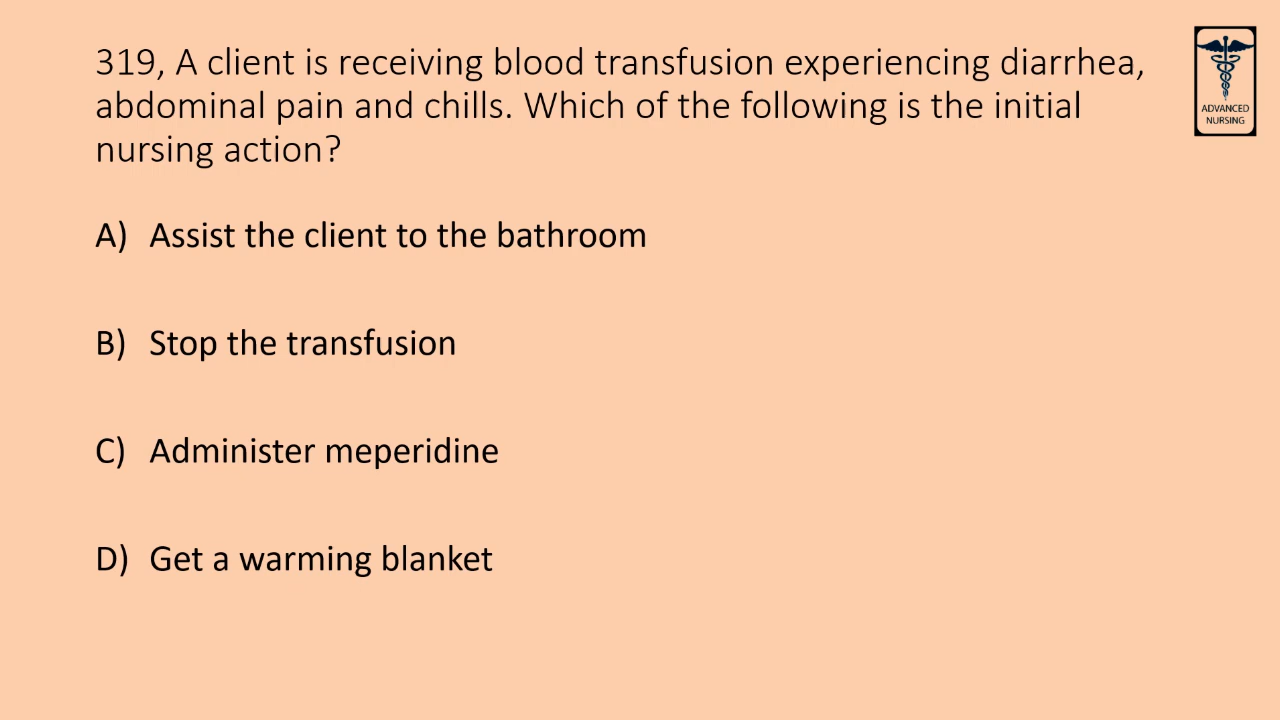 319, A client is receiving blood transfusion experiencing diarrhea,
abdominal pain and chills. Which of the following is the initial
nursing action?
ADVANCED
NURSING
A) Assist the client to the bathroom
B) Stop the transfusion
C) Administer meperidine
D) Get a warming blanket